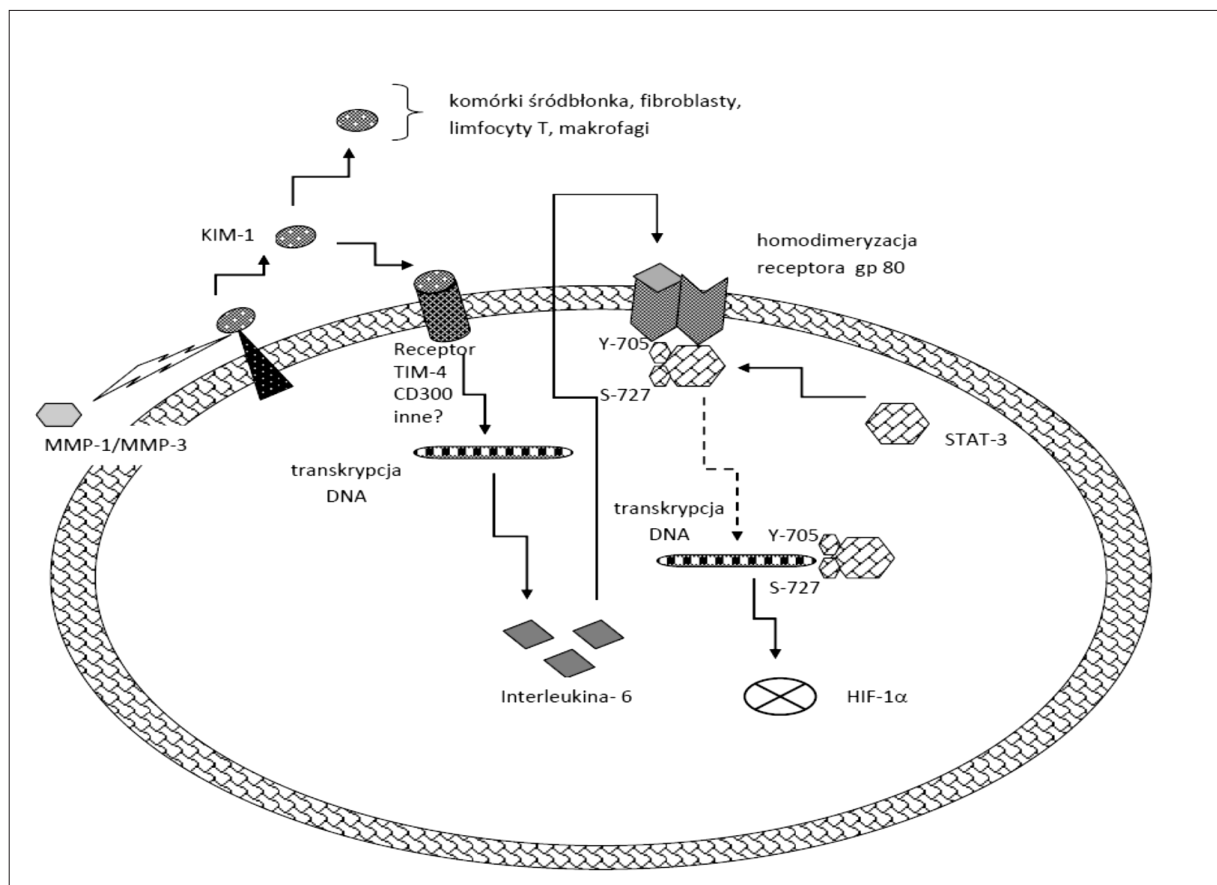 komórki śródbłonka, fibroblasty,
limfocyty T, makrofagi
KIM-1
homodimeryzacja
receptora gp 80
Y-705
S-727
Receptor
TIM-4
CD300
inne?
MMP-1/MMP-3
STAT-3
transkrypcja
DNA
transkrypcja
DNA
Y-705
S-727
Interleukina- 6
HIF-1α